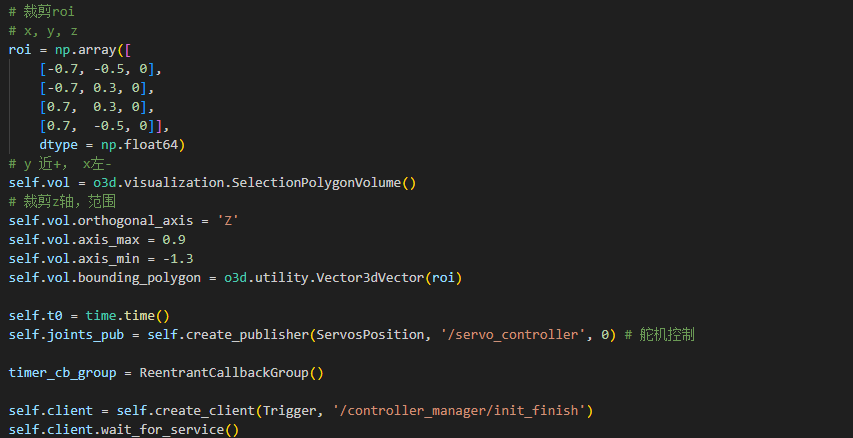 # 裁剪roi
# x, y, z
roi = np.array([
    [-0.7, -0.5, 0],
    [-0.7, 0.3, 0],
    [0.7,  0.3, 0],
    [0.7,  -0.5, 0]],
    dtype = np.float64)
# y 近+， x左-
self.vol = o3d.visualization.SelectionPolygonVolume()
# 裁剪z轴，范围
self.vol.orthogonal_axis = 'Z'
self.vol.axis_max = 0.9
self.vol.axis_min = -1.3
self.vol.bounding_polygon = o3d.utility.Vector3dVector(roi)
self.t0 = time.time()
self.joints_pub = self.create_publisher(ServosPosition, '/servo_controller', 0) # 舵机控制
timer_cb_group = ReentrantCallbackGroup()
self.client = self.create_client(Trigger, '/controller_manager/init_finish')
self.client.wait_for_service()